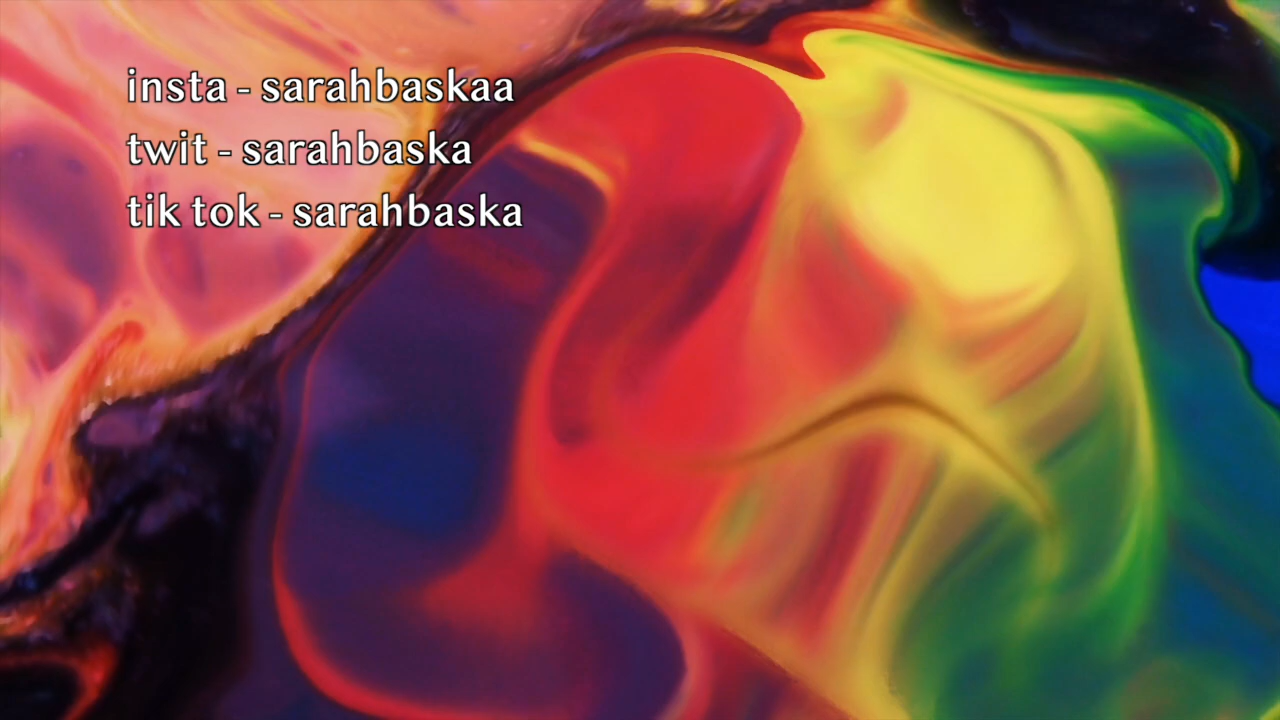 insta - sarahbaskaa
twit - sarahbaska
tik tok - sarahbaska